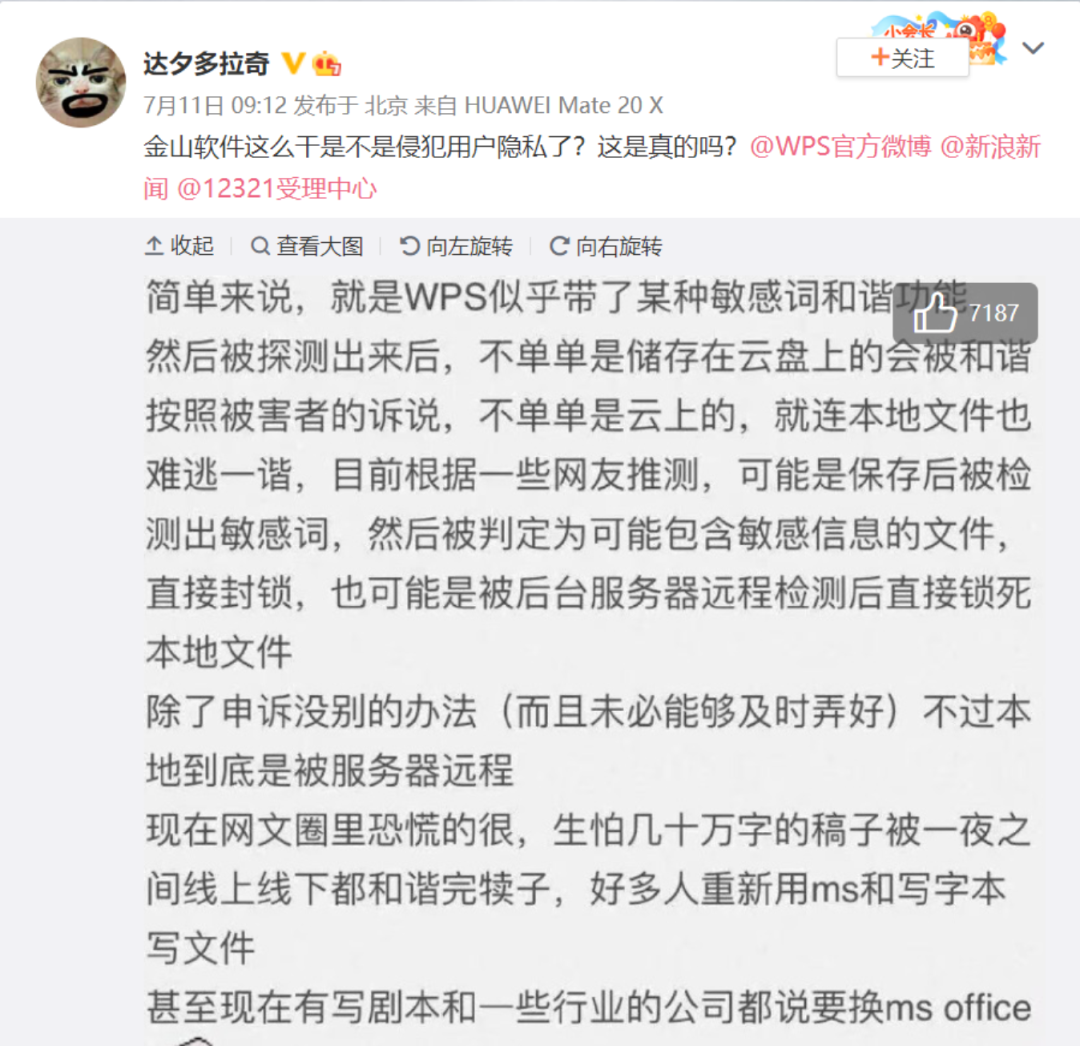 小会长
达夕多拉奇
+关注
7月11日 09:12 发布于 北京 来自 HUAWEI Mate 20 X
金山软件这么干是不是侵犯用户隐私了？这是真的吗？@WPS官方微博 @新浪新
闻 @12321受理中心
收起 查看大图 向左旋转 向右旋转
简单来说，就是WPS似乎带了某种敏感词和谐功能
7187
然后被探测出来后，不单单是储存在云盘上的会被和谐
按照被害者的诉说，不单单是云上的，就连本地文件也
难逃一谐，目前根据一些网友推测，可能是保存后被检
测出敏感词，然后被判定为可能包含敏感信息的文件，
直接封锁，也可能是被后台服务器远程检测后直接锁死
本地文件
除了申诉没别的办法（而且未必能够及时弄好）不过本
地到底是被服务器远程
现在网文圈里恐慌的很，生怕几十万字的稿子被一夜之
间线上线下都和谐完犊子，好多人重新用ms和写字本
写文件
甚至现在有写剧本和一些行业的公司都说要换ms office